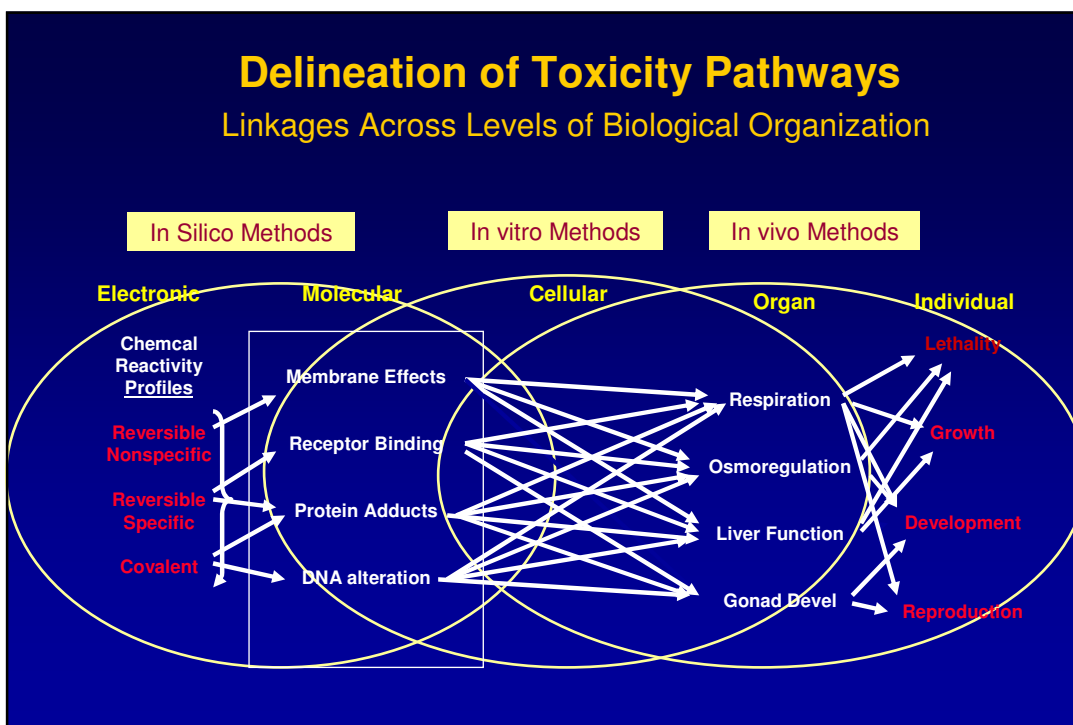 Delineation of Toxicity Pathways
Linkages Across Levels of Biological Organization
In Silico Methods
In vitro Methods
In vivo Methods
Electronic
Molecular
Cellular
Organ
Individual
Chemcal
Reactivity
Profiles
Reversible
Nonspecific
Reversible
Specific
Covalent
Membrane Effects
Receptor Binding
Protein Adducts
DNA alteration
Respiration
Osmoregulation
Liver Function
Gonad Devel
Lethality
Growth
Development
Reproduction